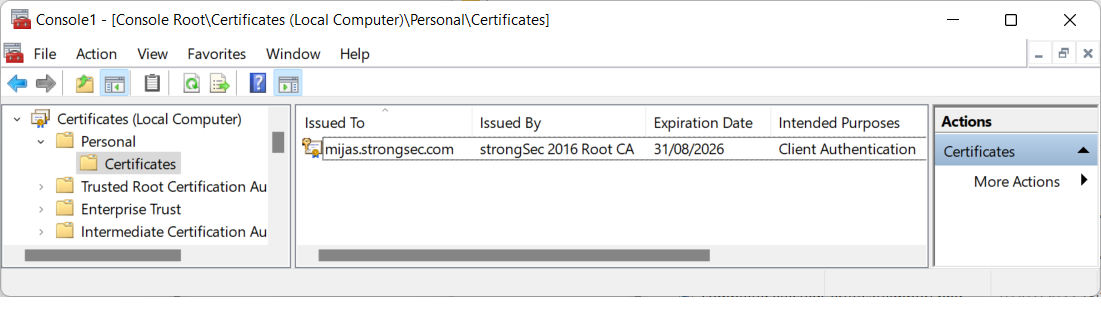 Console1 - [Console Root\Certificates (Local Computer)\Personal\Certificates]
File Action View Favorites Window Help
Certificates (Local Computer)
Personal
Certificates
Trusted Root Certification Au
Enterprise Trust
Intermediate Certification Au
Issued To Issued By Expiration Date Intended Purposes
mijas.strongsec.com strongSec 2016 Root CA 31/08/2026 Client Authentication
Actions
Certificates
More Actions